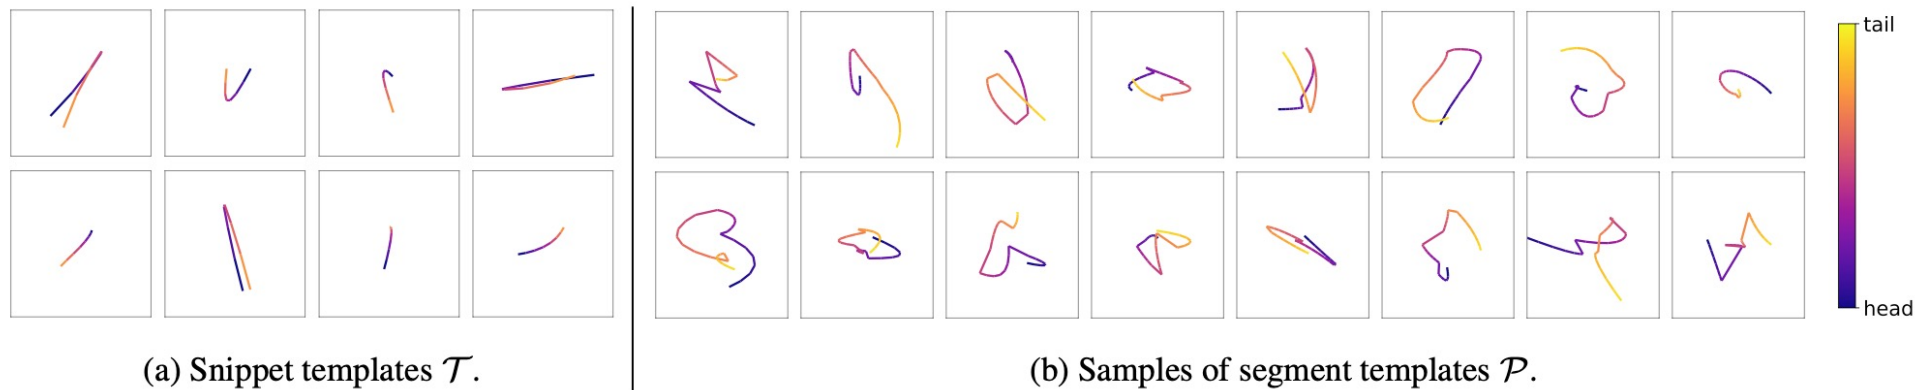 tail
head
(a) Snippet templates 𝒯.
(b) Samples of segment templates 𝒫.